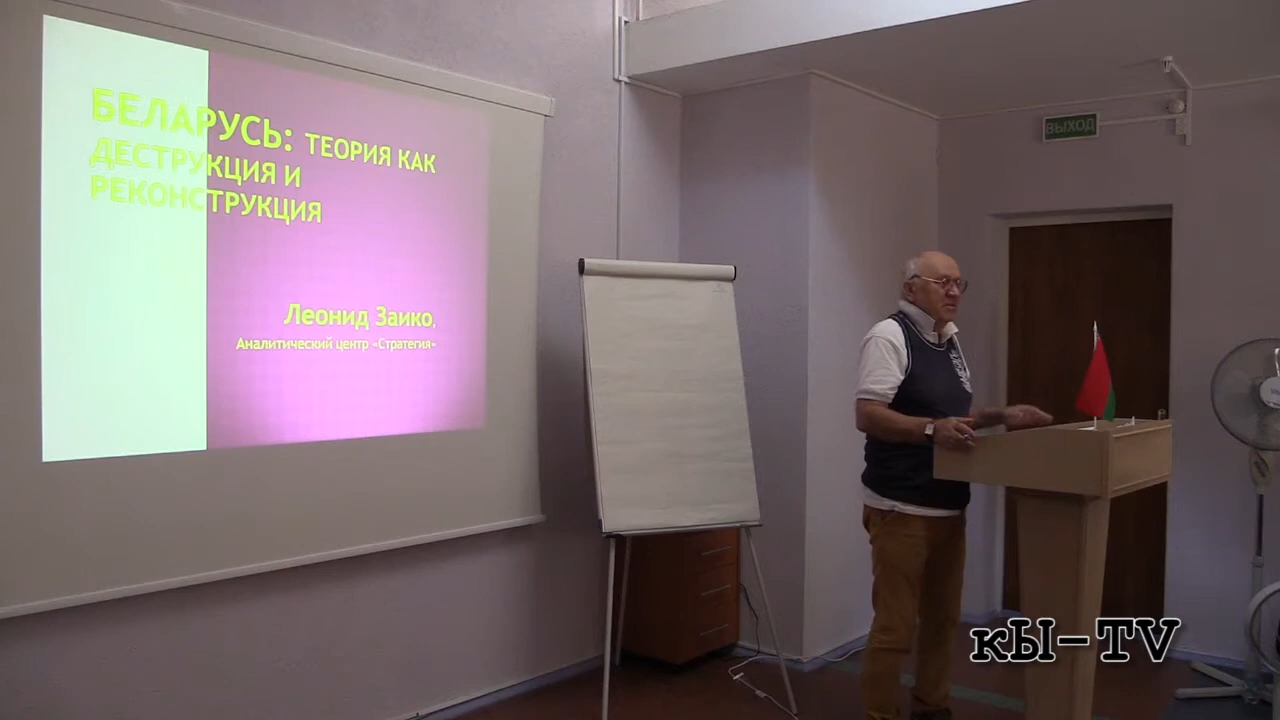 БЕЛАРУСЬ: ТЕОРИЯ КАК
ДЕСТРУКЦИЯ И
РЕКОНСТРУКЦИЯ
Леонид Заико,
Аналитический центр «Стратегия»
ВЫХОД
кЫ-TV